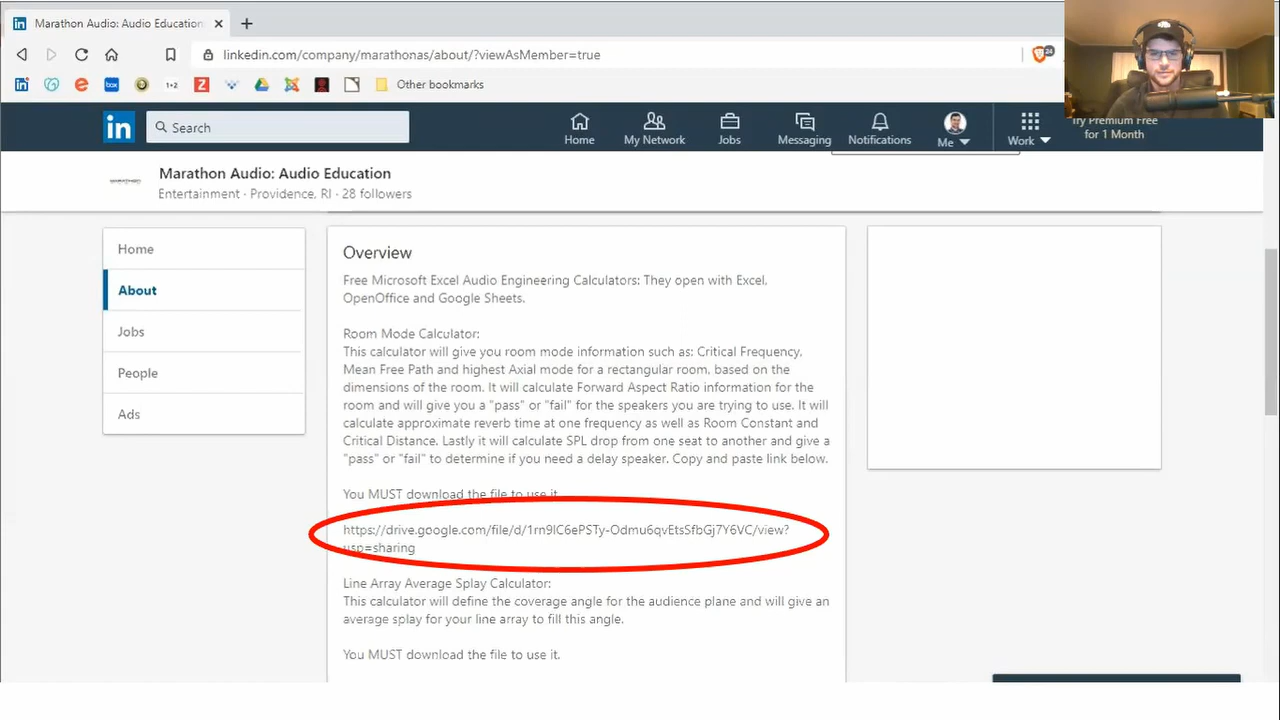 Marathon Audio: Audio Education
linkedin.com/company/marathonas/about/?viewAsMember=true
24
box
1+2
Z
Other bookmarks
in
Search
Home
My Network
Jobs
Messaging
Notifications
Me
Work
Try Premium Free
for 1 Month
Marathon Audio: Audio Education
Entertainment · Providence, RI · 28 followers
Home
About
Jobs
People
Ads
Overview
Free Microsoft Excel Audio Engineering Calculators: They open with Excel,
OpenOffice and Google Sheets.
Room Mode Calculator:
This calculator will give you room mode information such as: Critical Frequency,
Mean Free Path and highest Axial mode for a rectangular room, based on the
dimensions of the room. It will calculate Forward Aspect Ratio information for the
room and will give you a "pass" or "fail" for the speakers you are trying to use. It will
calculate approximate reverb time at one frequency as well as Room Constant and
Critical Distance. Lastly it will calculate SPL drop from one seat to another and give a
"pass" or "fail" to determine if you need a delay speaker. Copy and paste link below.
You MUST download the file to use it.
https://drive.google.com/file/d/1rn9lC6ePSTy-Odmu6qvEtsSfbGj7Y6VC/view?
usp=sharing
Line Array Average Splay Calculator:
This calculator will define the coverage angle for the audience plane and will give an
average splay for your line array to fill this angle.
You MUST download the file to use it.